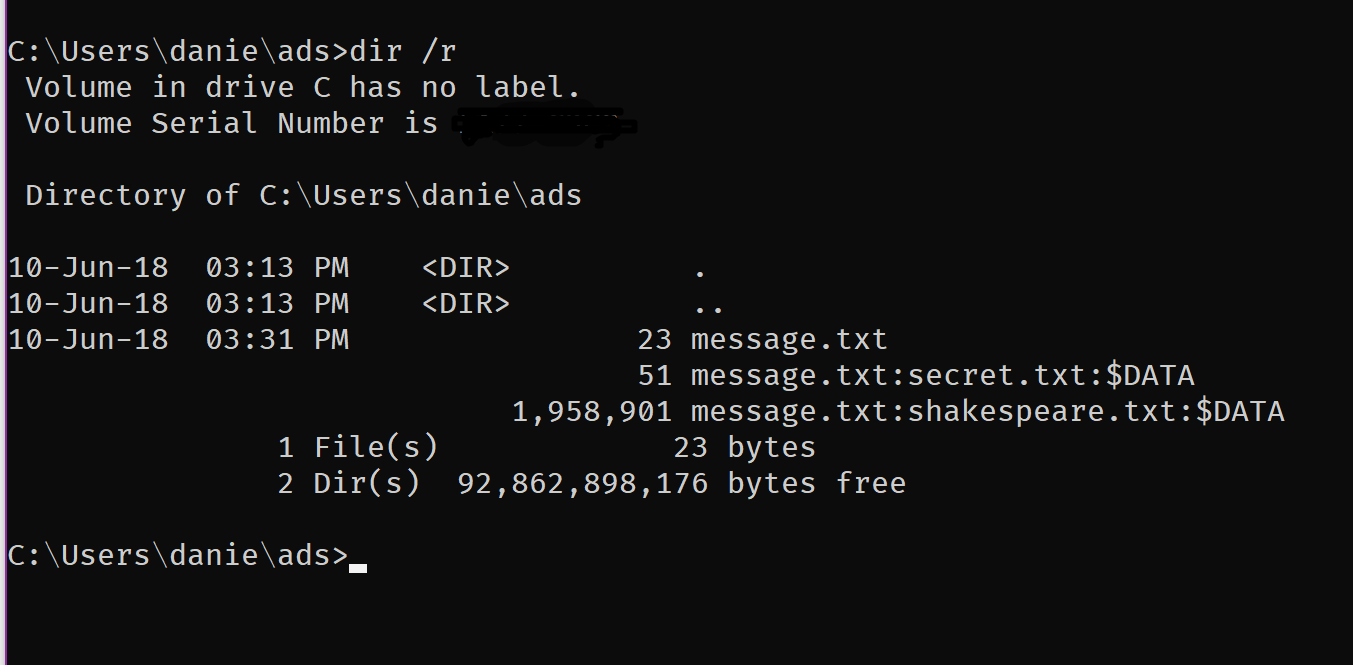 C:\Users\danie\ads>dir /r
Volume in drive C has no label.
Volume Serial Number is
Directory of C:\Users\danie\ads
10-Jun-18  03:13 PM    <DIR>          .
10-Jun-18  03:13 PM    <DIR>          ..
10-Jun-18  03:31 PM                23 message.txt
51 message.txt:secret.txt:$DATA
1,958,901 message.txt:shakespeare.txt:$DATA
1 File(s)             23 bytes
2 Dir(s)  92,862,898,176 bytes free
C:\Users\danie\ads>